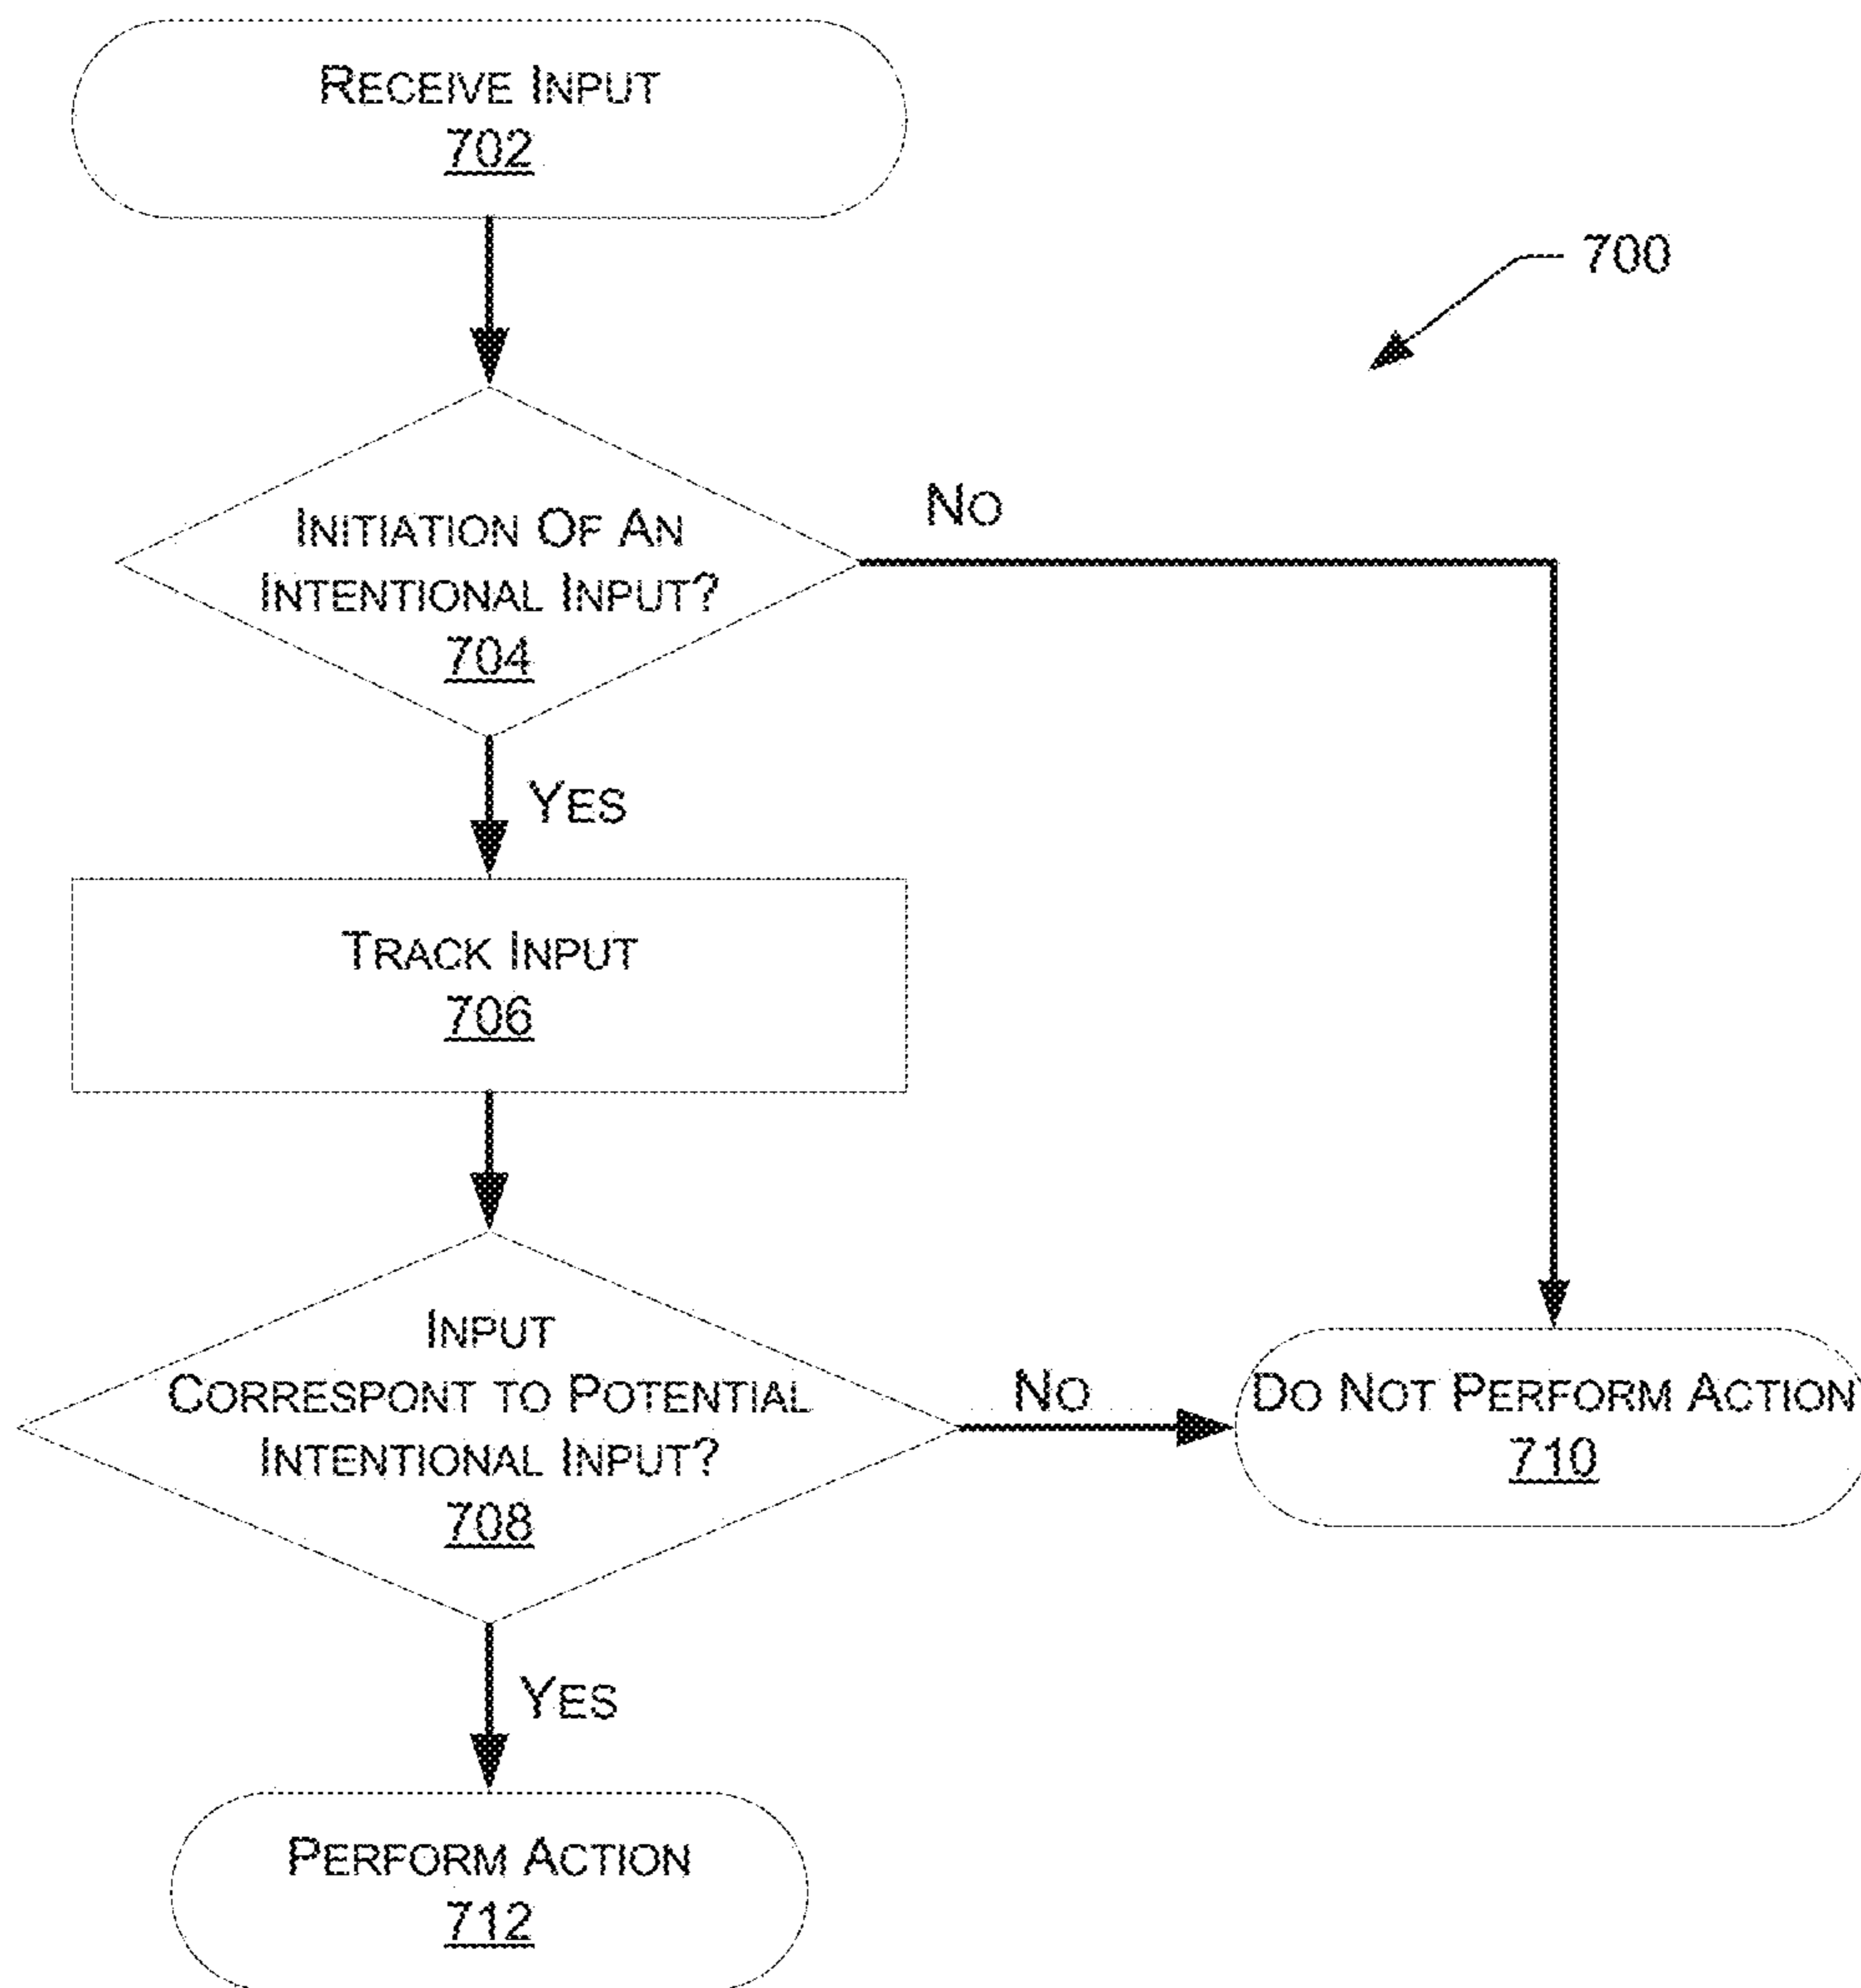 RECEIVE INPUT
702
700
INITIATION OF AN
INTENTIONAL INPUT?
704
NO
YES
TRACK INPUT
706
INPUT
CORRESPONT TO POTENTIAL
INTENTIONAL INPUT?
708
NO
DO NOT PERFORM ACTION
710
YES
PERFORM ACTION
712